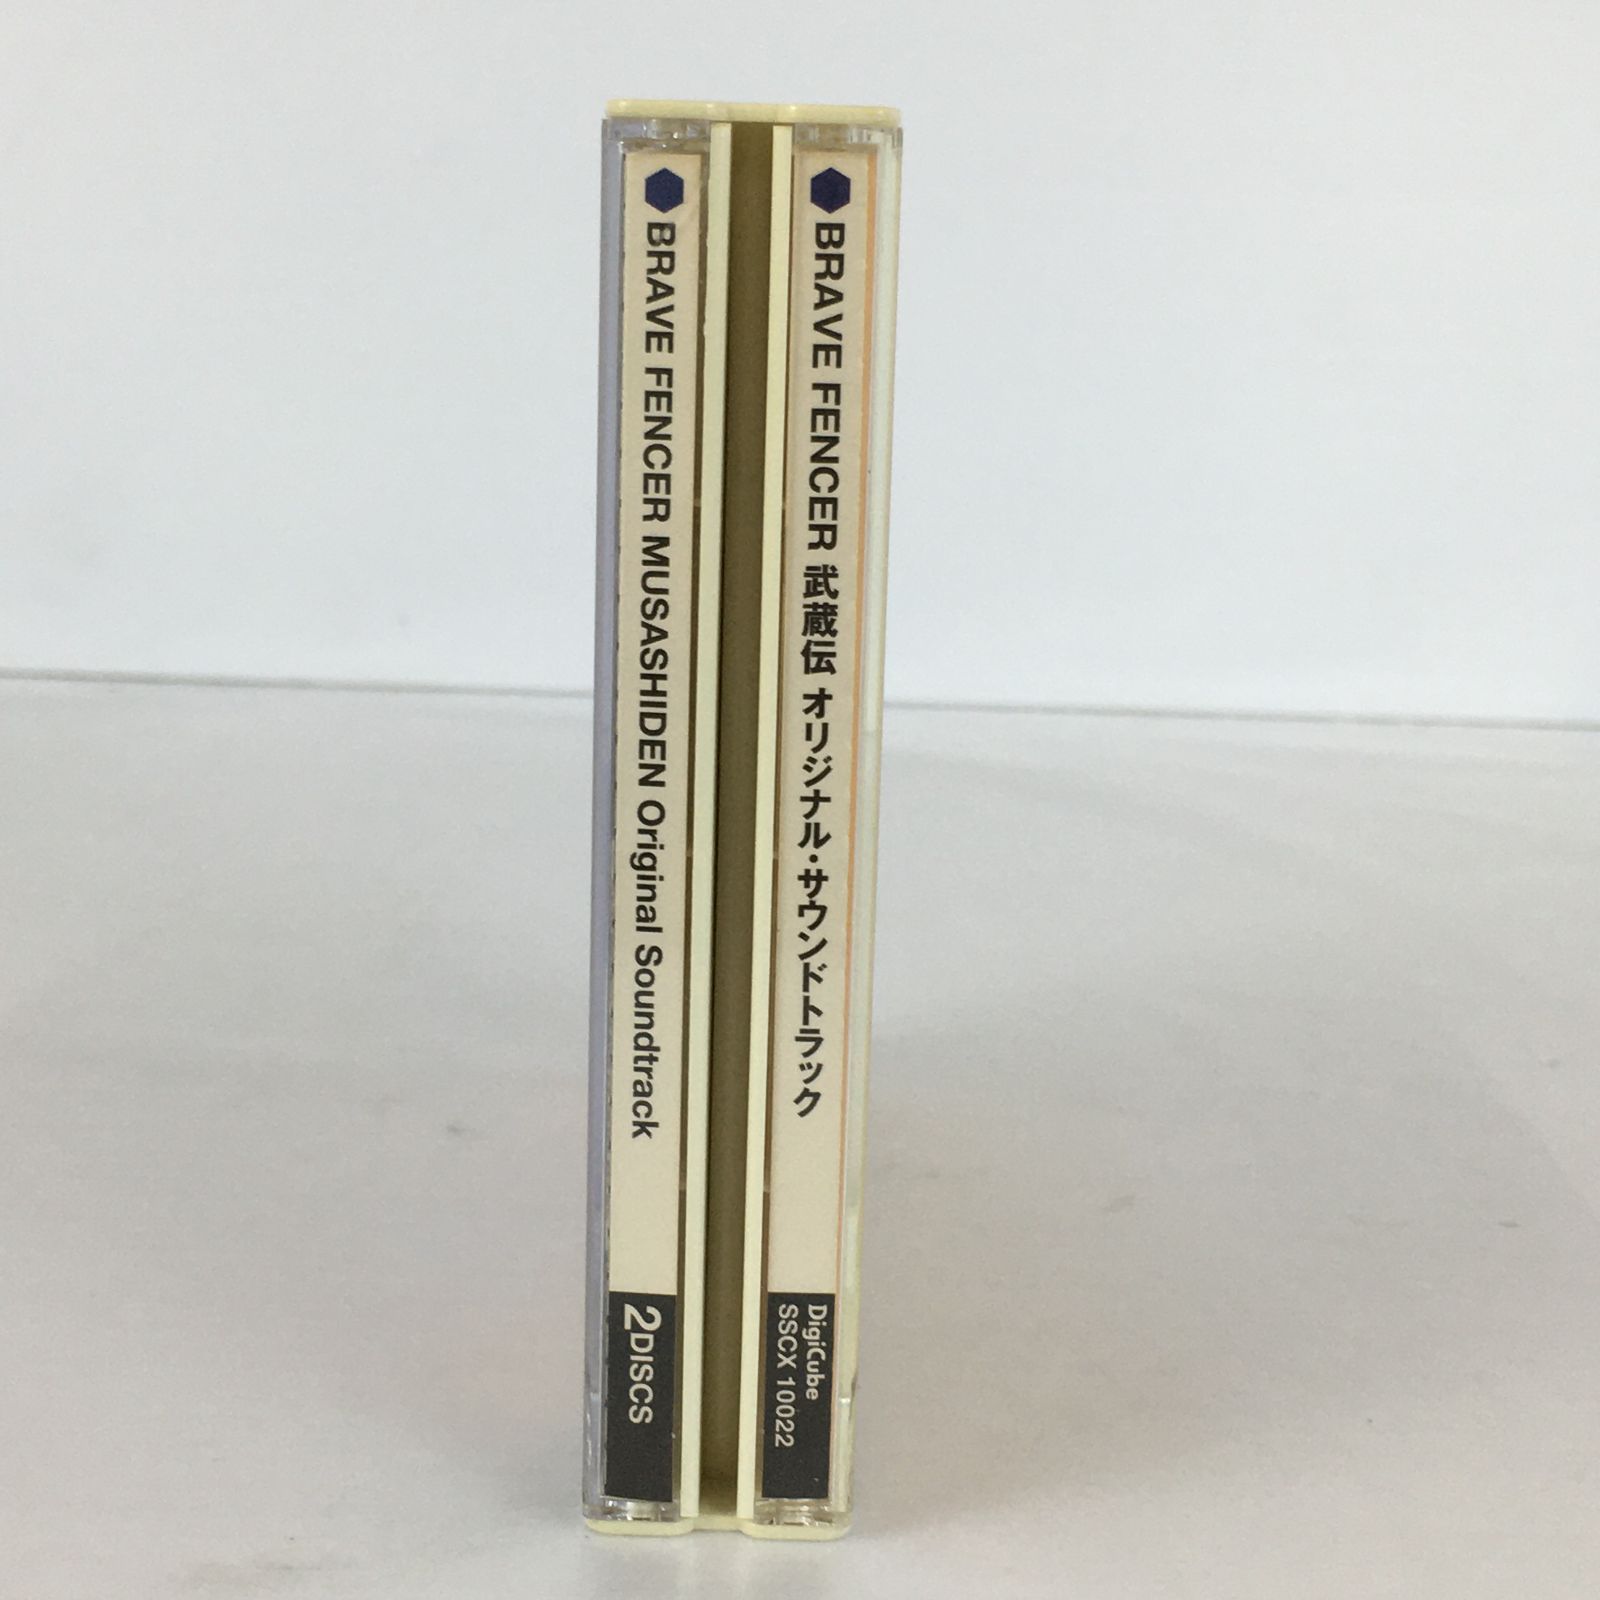 BRAVE FENCER MUSASHIDEN Original Soundtrack
2DISCS
BRAVE FENCER 武蔵伝 オリジナル・サウンドトラック
DigiCube
SSCX 10022